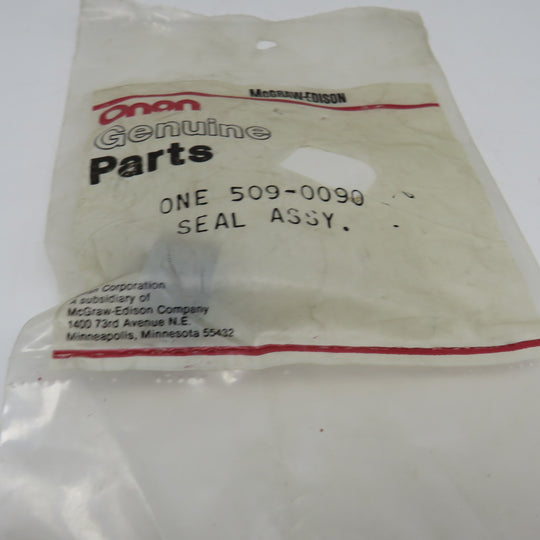 McGRAW-EDISON
Onan
Genuine
Parts
ONE 509-0090
SEAL ASSY.
Corporation
A subsidiary of
McGraw-Edison Company
1400 73rd Avenue N.E.
Minneapolis, Minnesota 55432